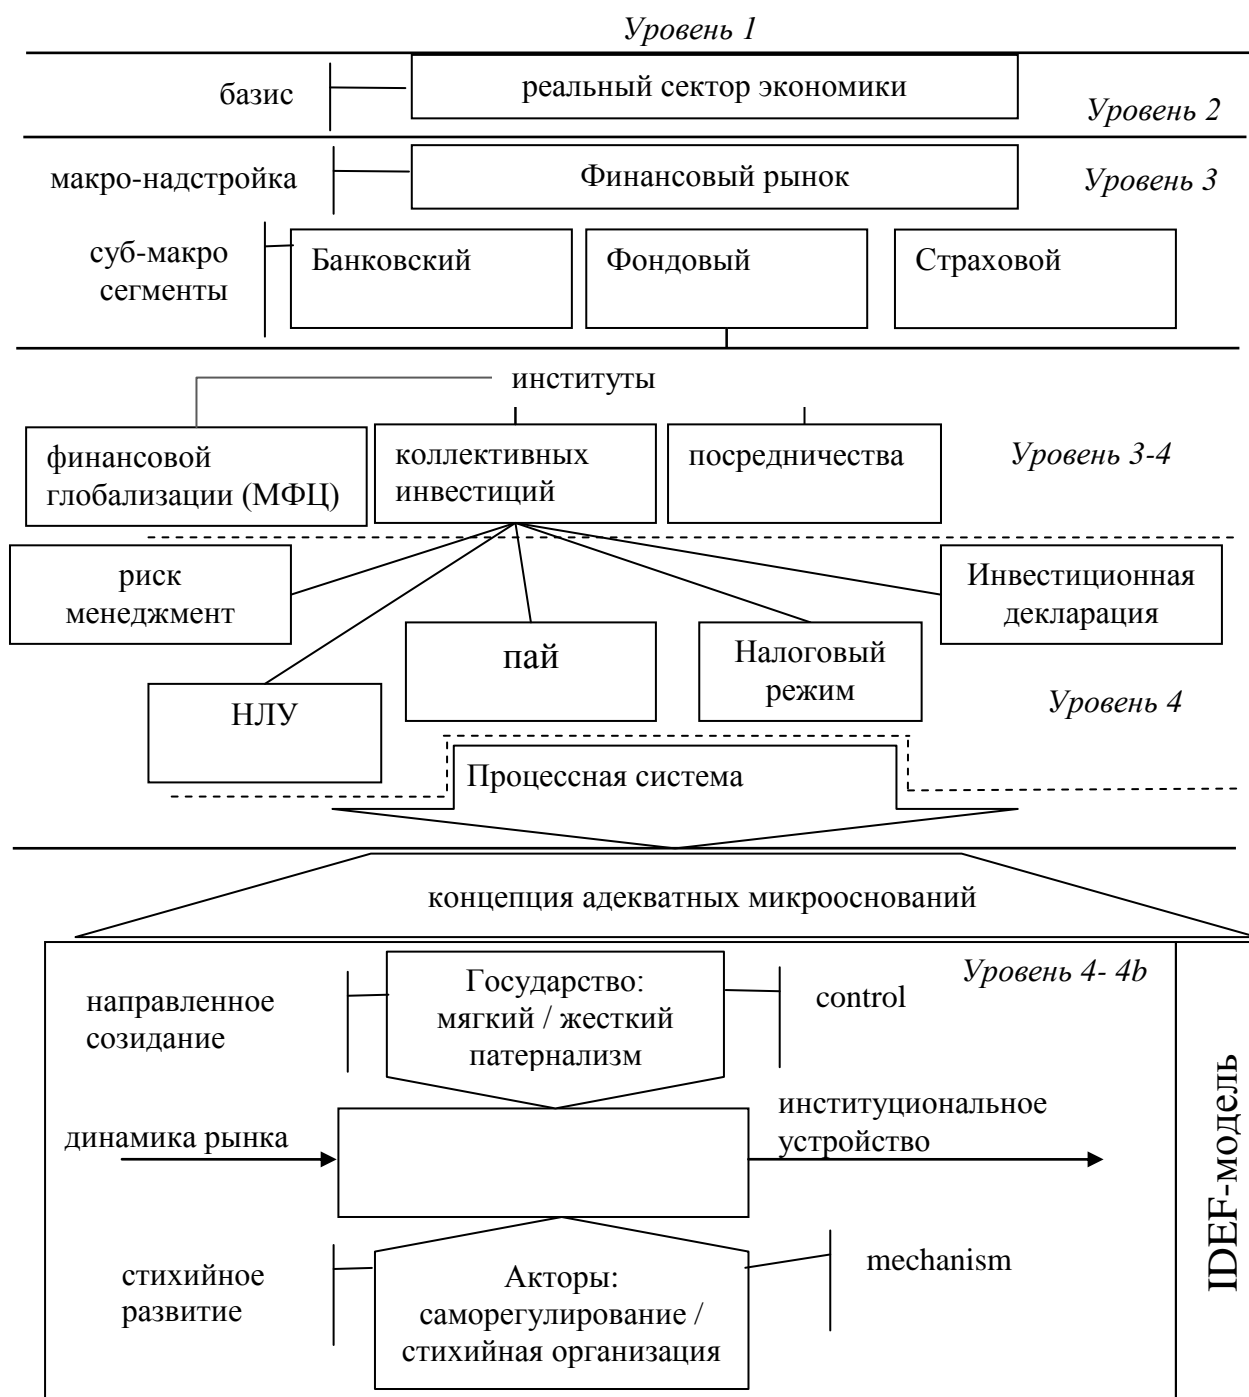 Уровень 1
базис
реальный сектор экономики
Уровень 2
макро-надстройка
Финансовый рынок
Уровень 3
суб-макро
сегменты
Банковский
Фондовый
Страховой
институты
финансовой
глобализации (МФЦ)
коллективных
инвестиций
посредничества
Уровень 3-4
риск
менеджмент
Инвестиционная
декларация
НЛУ
пай
Налоговый
режим
Уровень 4
Процессная система
концепция адекватных микрооснований
Уровень 4- 4b
направленное
созидание
Государство:
мягкий / жесткий
патернализм
control
динамика рынка
институциональное
устройство
стихийное
развитие
Акторы:
саморегулирование /
стихийная организация
mechanism
IDEF-модель